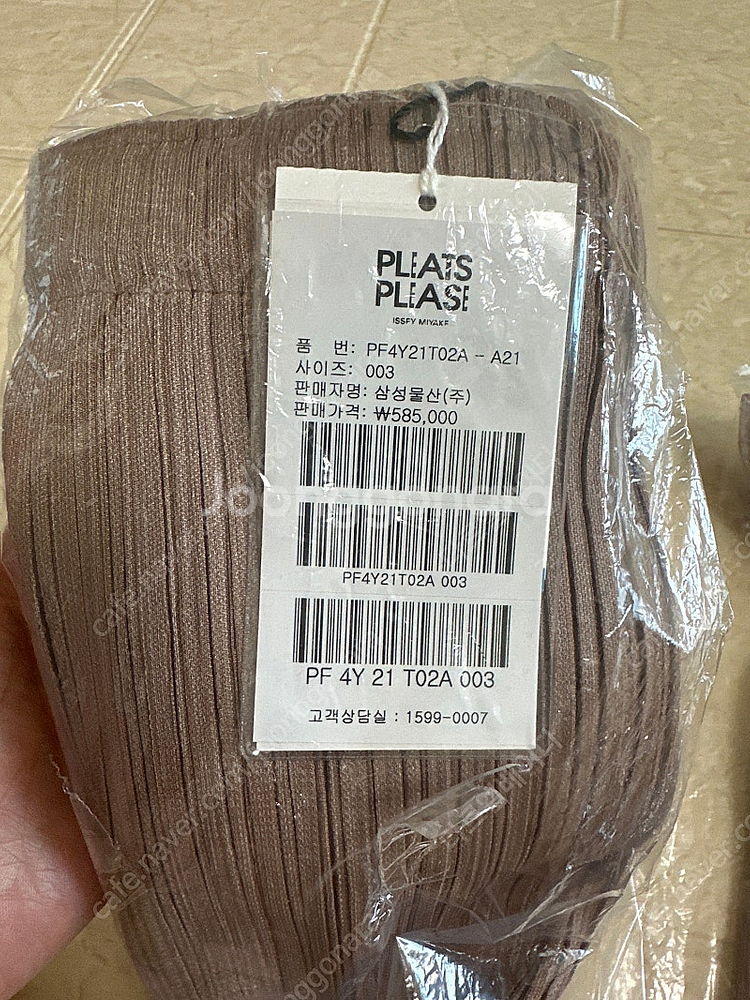 PLEATS
PLEASE
ISSEY MIYAKE
품 번: PF4Y21T02A - A21
사이즈: 003
판매자명: 삼성물산(주)
판매가격: ₩585,000
Joonggonara
PF4Y21T02A 003
PF 4Y 21 T02A 003
고객상담실 : 1599-0007